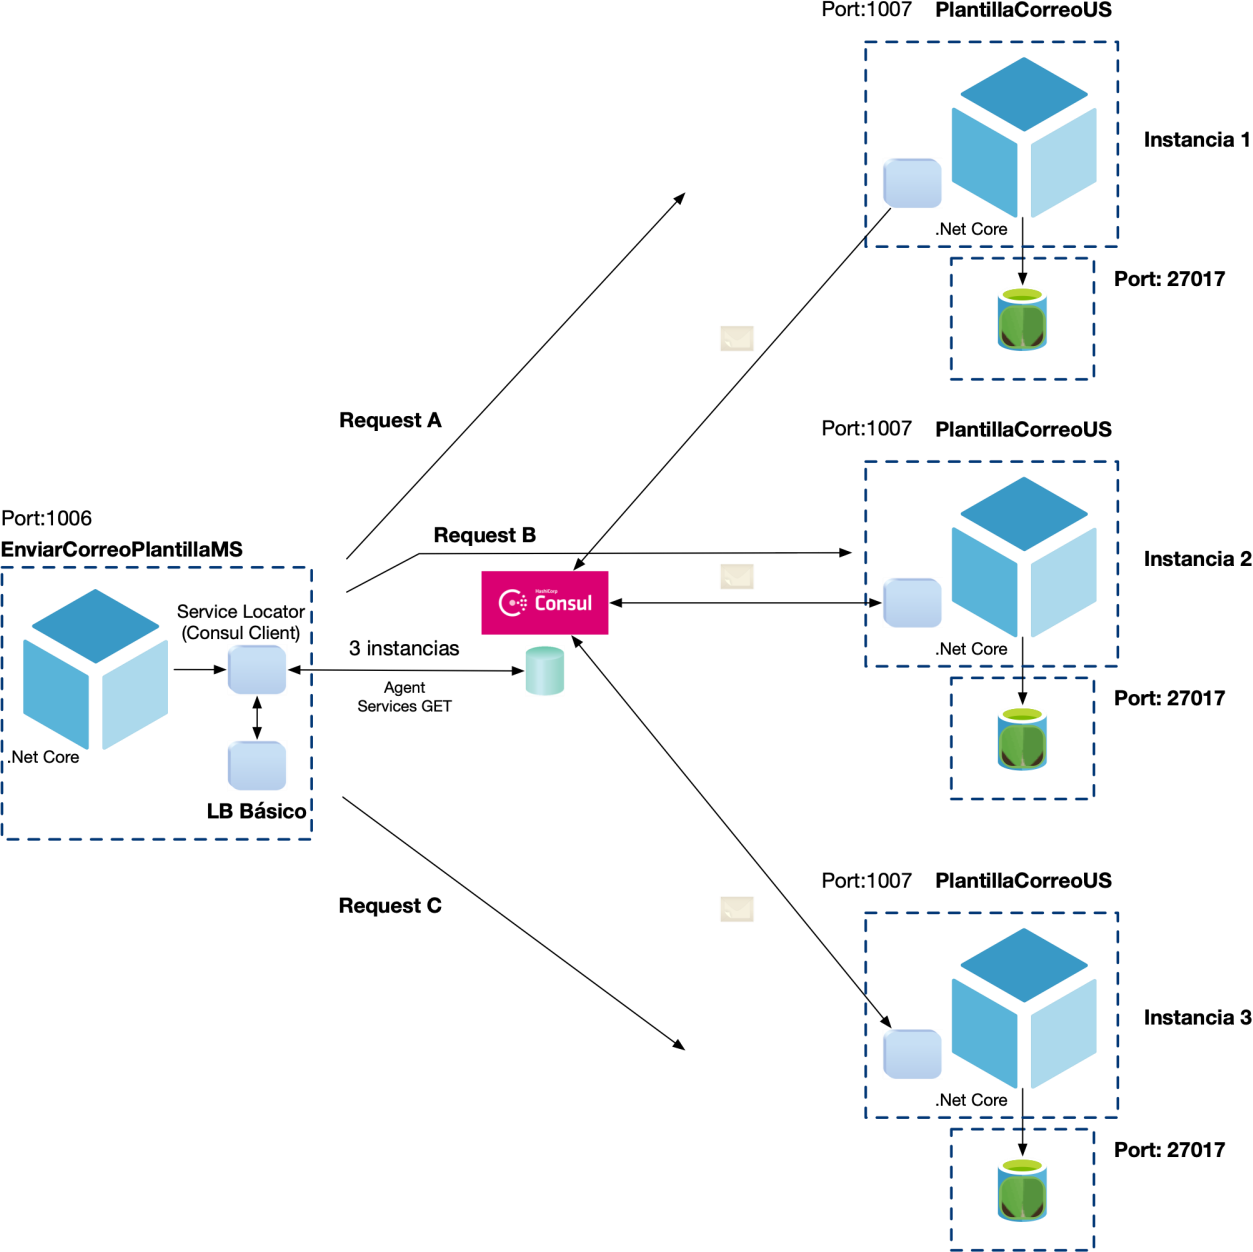 Port:1007 PlantillaCorreoUS
Instancia 1
.Net Core
Port: 27017
Request A
Port:1007 PlantillaCorreoUS
Port:1006
EnviarCorreoPlantillaMS
Request B
Instancia 2
HashiCorp
Consul
Service Locator
(Consul Client)
3 instancias
Agent
Services GET
.Net Core
Port: 27017
.Net Core
LB Básico
Port:1007 PlantillaCorreoUS
Request C
Instancia 3
.Net Core
Port: 27017